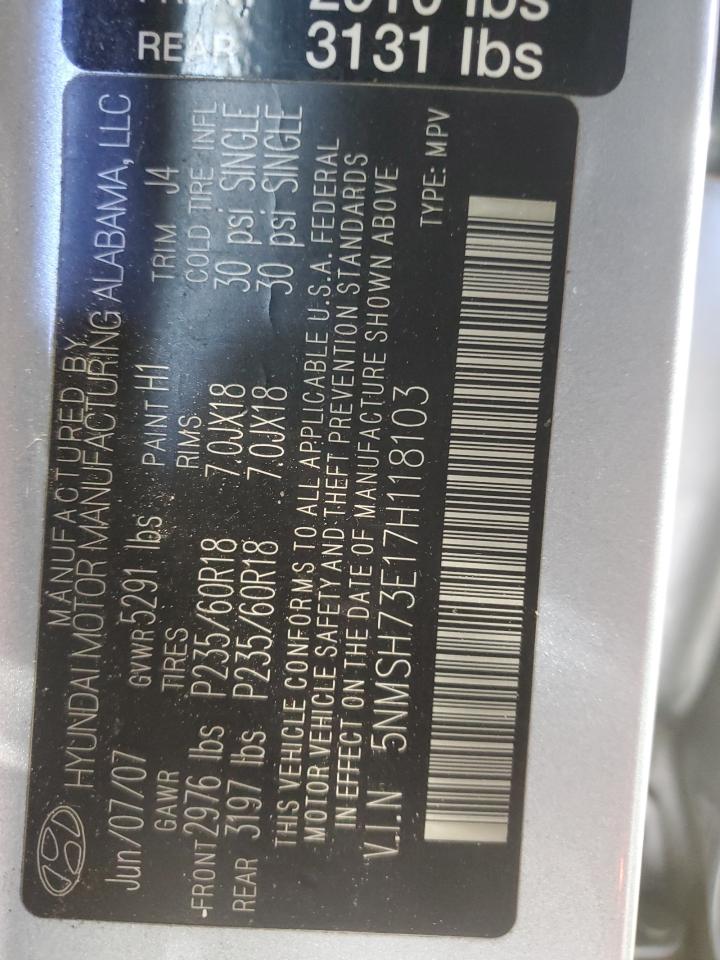 REAR 3131 lbs
MANUFACTURED BY
HYUNDAI MOTOR MANUFACTURING ALABAMA, LLC
Jun/07/07 GVWR 5291 lbs PAINT H1 TRIM J4
GAWR TIRES RIMS COLD TIRE INFL
FRONT 2976 lbs P235/60R18 7.0JX18 30 psi SINGLE
REAR 3197 lbs P235/60R18 7.0JX18 30 psi SINGLE
THIS VEHICLE CONFORMS TO ALL APPLICABLE U.S.A. FEDERAL
MOTOR VEHICLE SAFETY AND THEFT PREVENTION STANDARDS
IN EFFECT ON THE DATE OF MANUFACTURE SHOWN ABOVE
V.I.N 5NMSH73E17H118103 TYPE: MPV